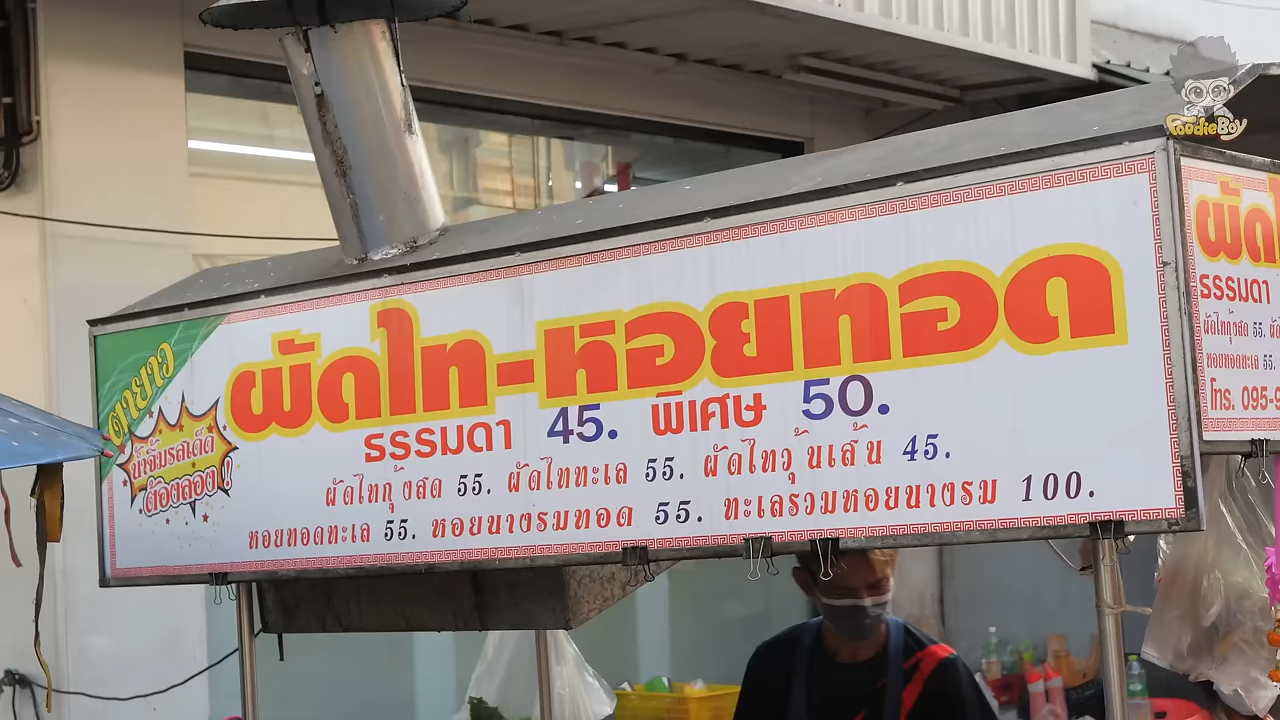 ตายาว
น้ำจิ้มรสเด็ด
ต้องลอง!
ผัดไท-หอยทอด
ธรรมดา 45. พิเศษ 50.
ผัดไทกุ้งสด 55. ผัดไททะเล 55. ผัดไทวุ้นเส้น 45.
หอยทอดทะเล 55. หอยนางรมทอด 55. ทะเลรวมหอยนางรม 100.
FoodieBoy
ผัดไ
ธรรมดา
ผัดไทกุ้งสด 55.
หอยทอดทะเล 55.
โทร. 095-9